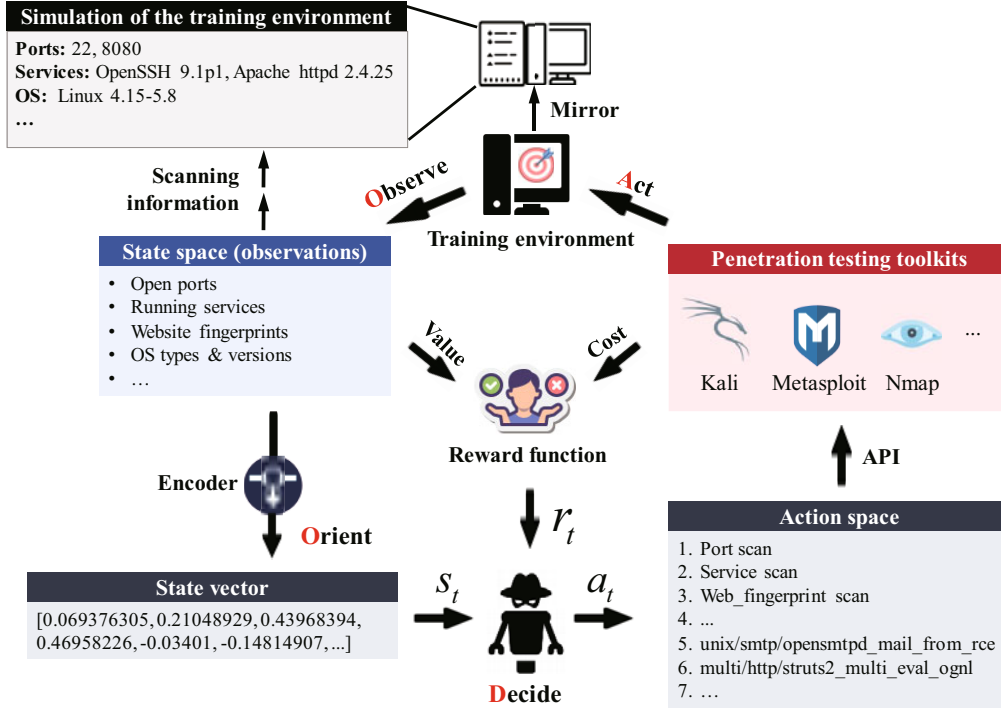 Simulation of the training environment
Ports: 22, 8080
Services: OpenSSH 9.1p1, Apache httpd 2.4.25
OS: Linux 4.15-5.8
...
Mirror
Scanning
information
Observe
Act
Training environment
State space (observations)
• Open ports
• Running services
• Website fingerprints
• OS types & versions
• ...
Value
Cost
Reward function
Penetration testing toolkits
...
Kali
Metasploit
Nmap
API
Encoder
Orient
r_t
Action space
1. Port scan
2. Service scan
3. Web_fingerprint scan
4. ...
5. unix/smtp/opensmtpd_mail_from_rce
6. multi/http/struts2_multi_eval_ognl
7. ...
State vector
[0.069376305, 0.21048929, 0.43968394,
0.46958226, -0.03401, -0.14814907, ...]
s_t
a_t
Decide